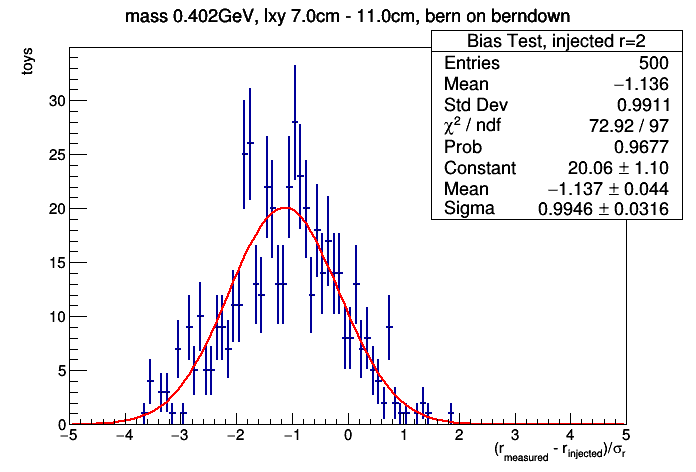 mass 0.402GeV, lxy 7.0cm - 11.0cm, bern on berndown
toys
Bias Test, injected r=2
Entries 500
Mean −1.136
Std Dev 0.9911
χ² / ndf 72.92 / 97
Prob 0.9677
Constant 20.06 ± 1.10
Mean −1.137 ± 0.044
Sigma 0.9946 ± 0.0316
30
25
20
15
10
5
0
−5 −4 −3 −2 −1 0 1 2 3 4 5
(r_measured - r_injected)/σ_r